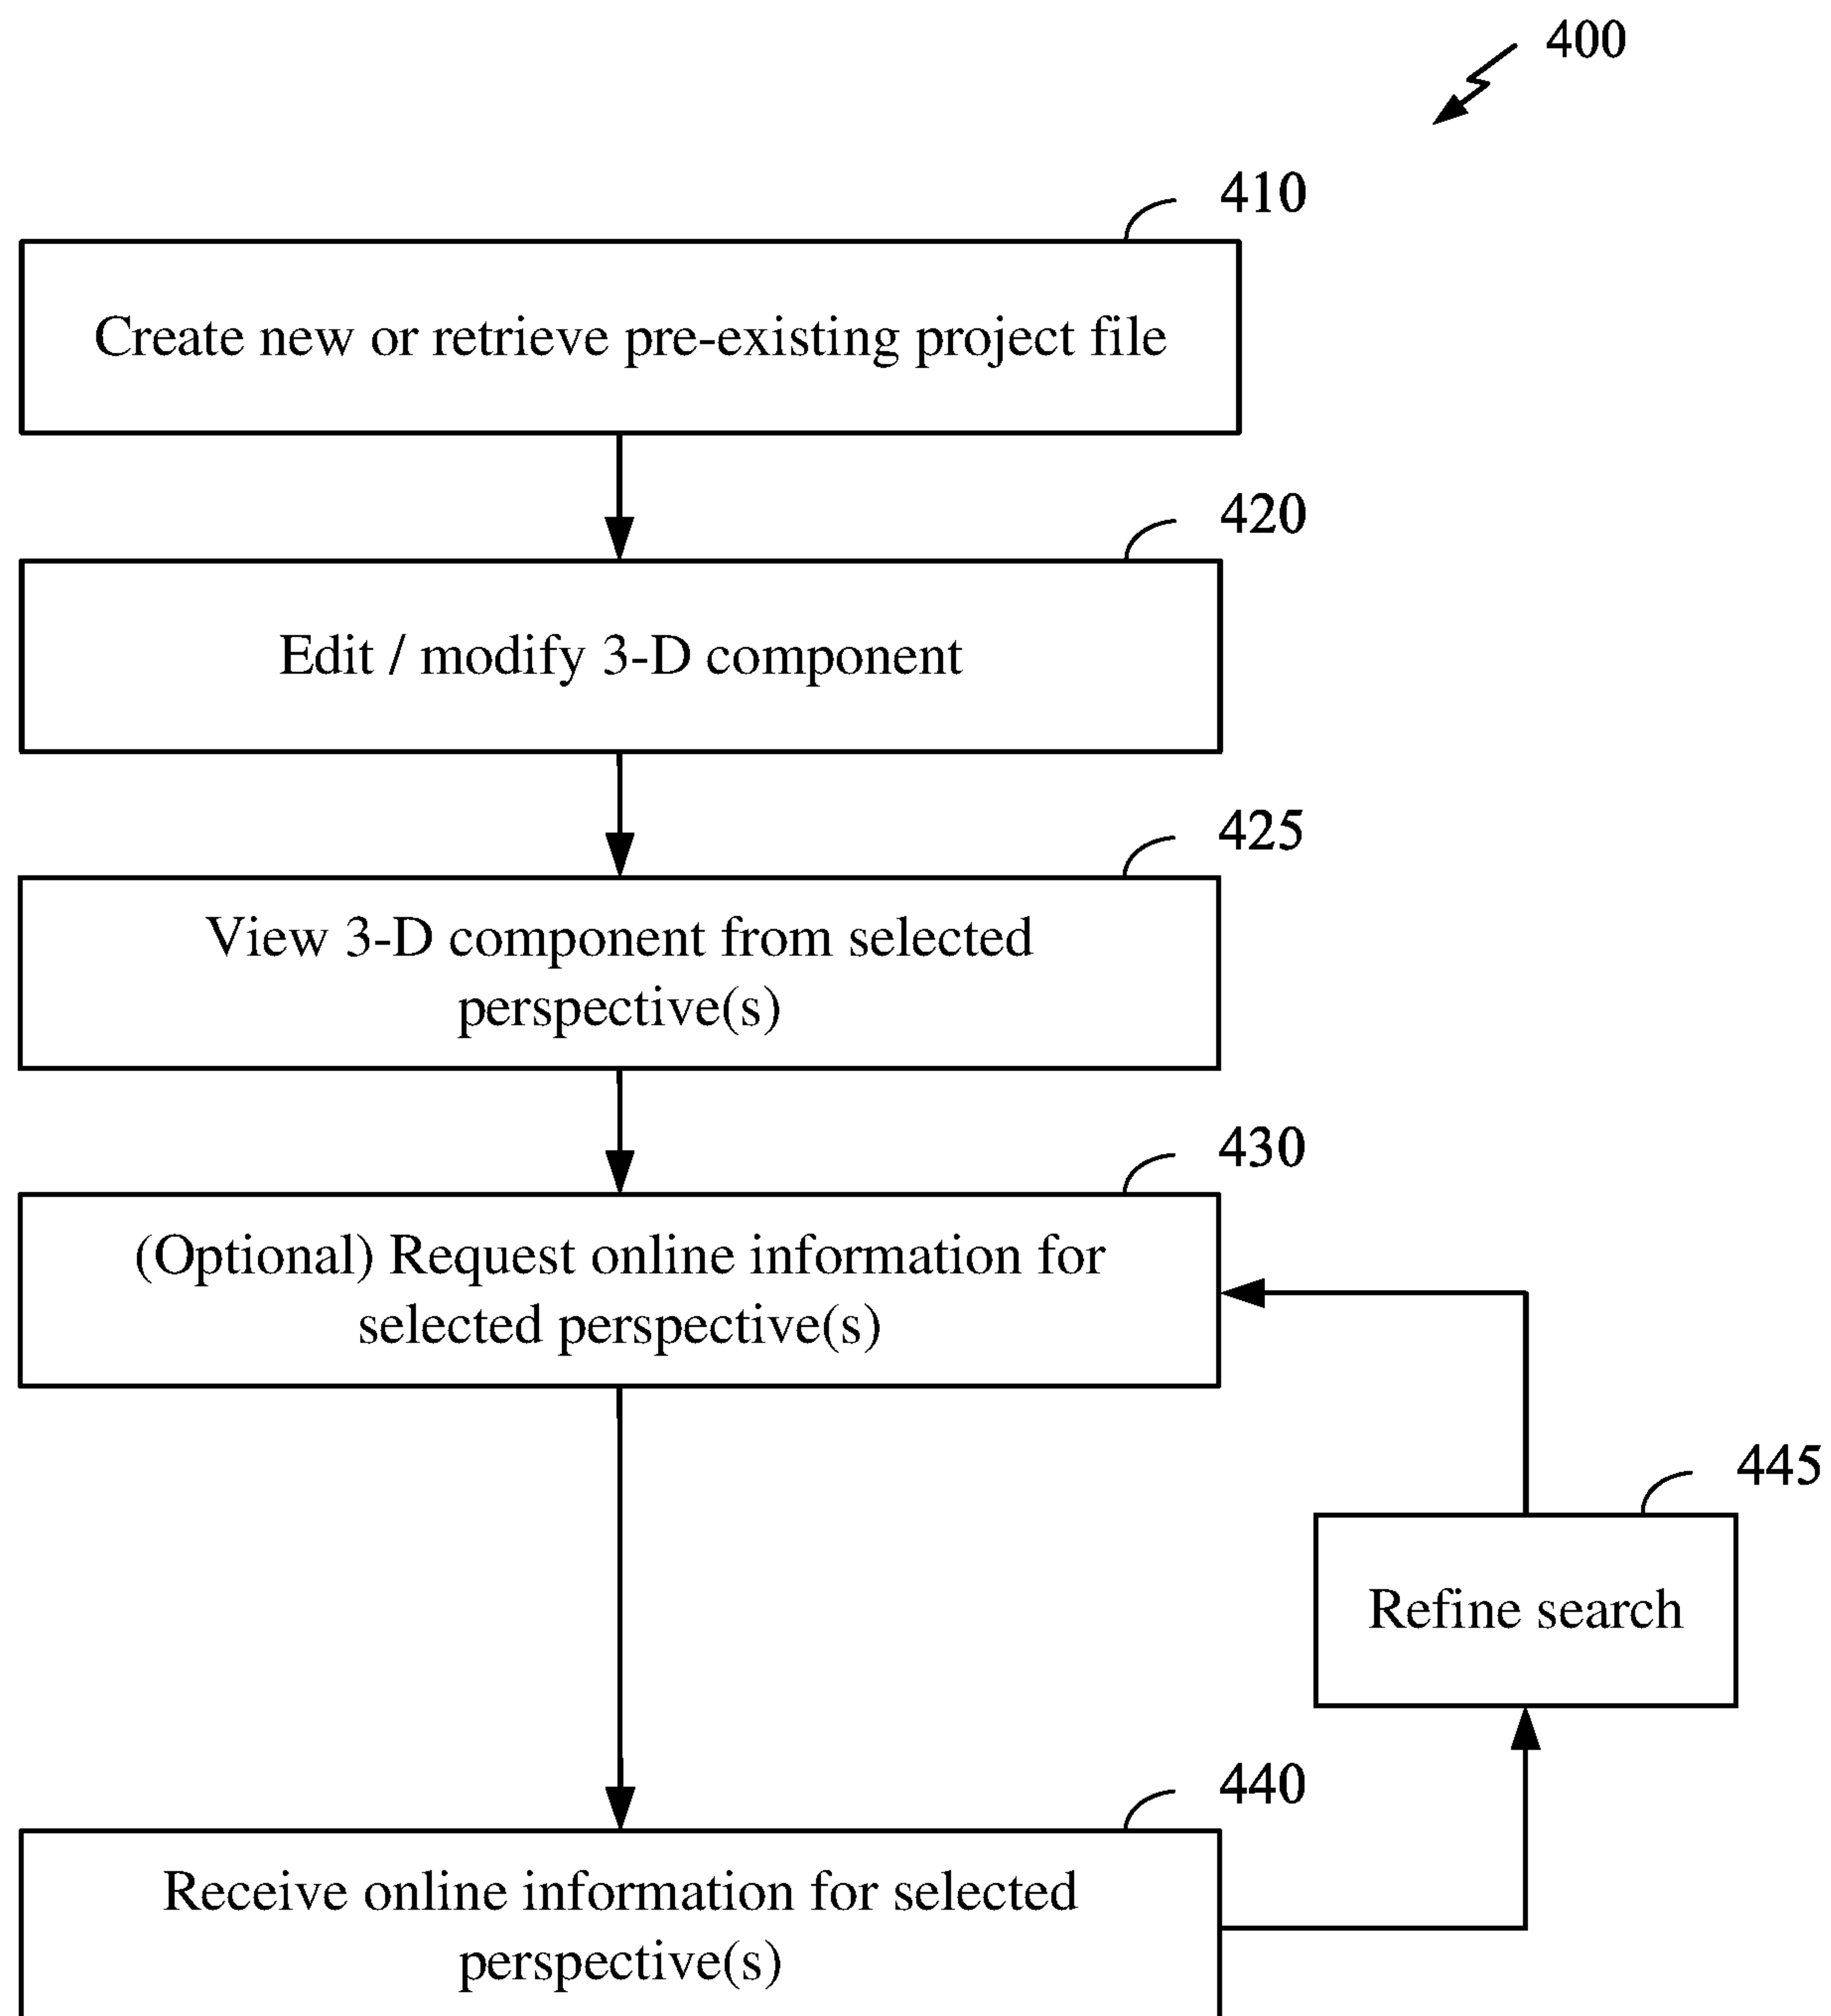 400
410
Create new or retrieve pre-existing project file
420
Edit / modify 3-D component
425
View 3-D component from selected
perspective(s)
430
(Optional) Request online information for
selected perspective(s)
445
Refine search
440
Receive online information for selected
perspective(s)